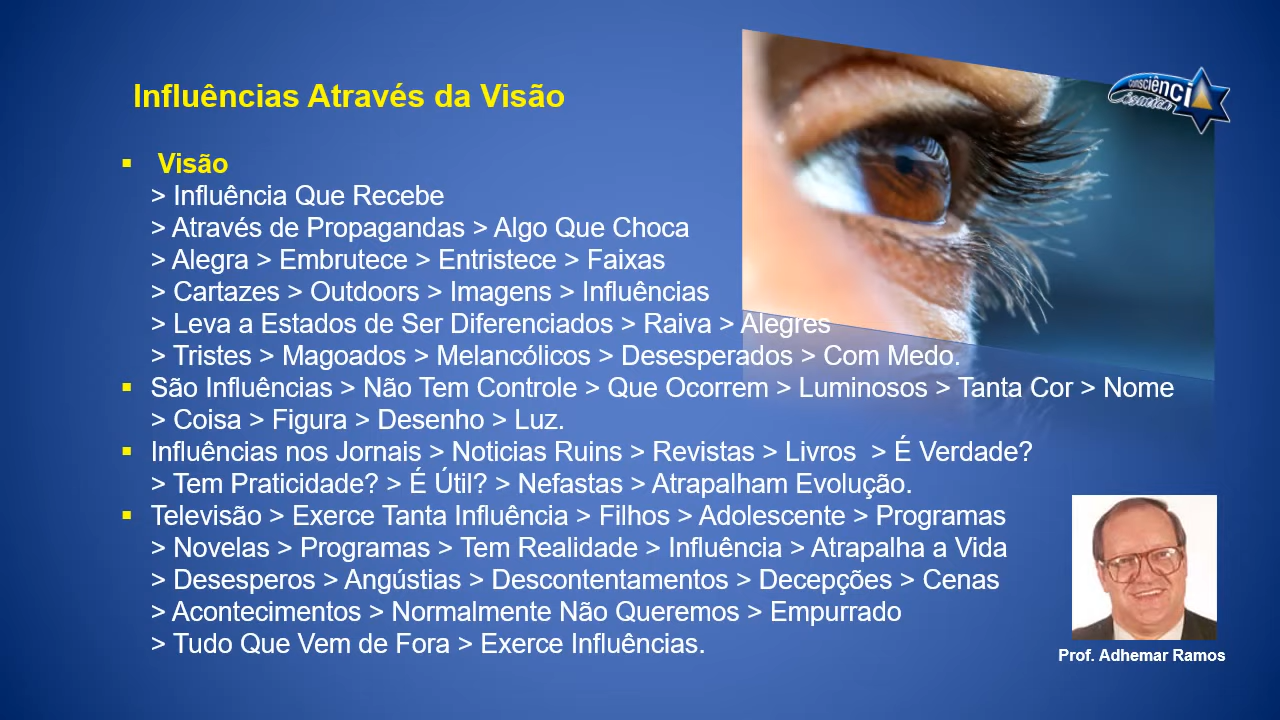 Influências Através da Visão
consciênci
Cósmica
▪ Visão
> Influência Que Recebe
> Através de Propagandas > Algo Que Choca
> Alegra > Embrutece > Entristece > Faixas
> Cartazes > Outdoors > Imagens > Influências
> Leva a Estados de Ser Diferenciados > Raiva > Alegres
> Tristes > Magoados > Melancólicos > Desesperados > Com Medo.
▪ São Influências > Não Tem Controle > Que Ocorrem > Luminosos > Tanta Cor > Nome
> Coisa > Figura > Desenho > Luz.
▪ Influências nos Jornais > Noticias Ruins > Revistas > Livros > É Verdade?
> Tem Praticidade? > É Útil? > Nefastas > Atrapalham Evolução.
▪ Televisão > Exerce Tanta Influência > Filhos > Adolescente > Programas
> Novelas > Programas > Tem Realidade > Influência > Atrapalha a Vida
> Desesperos > Angústias > Descontentamentos > Decepções > Cenas
> Acontecimentos > Normalmente Não Queremos > Empurrado
> Tudo Que Vem de Fora > Exerce Influências.
Prof. Adhemar Ramos